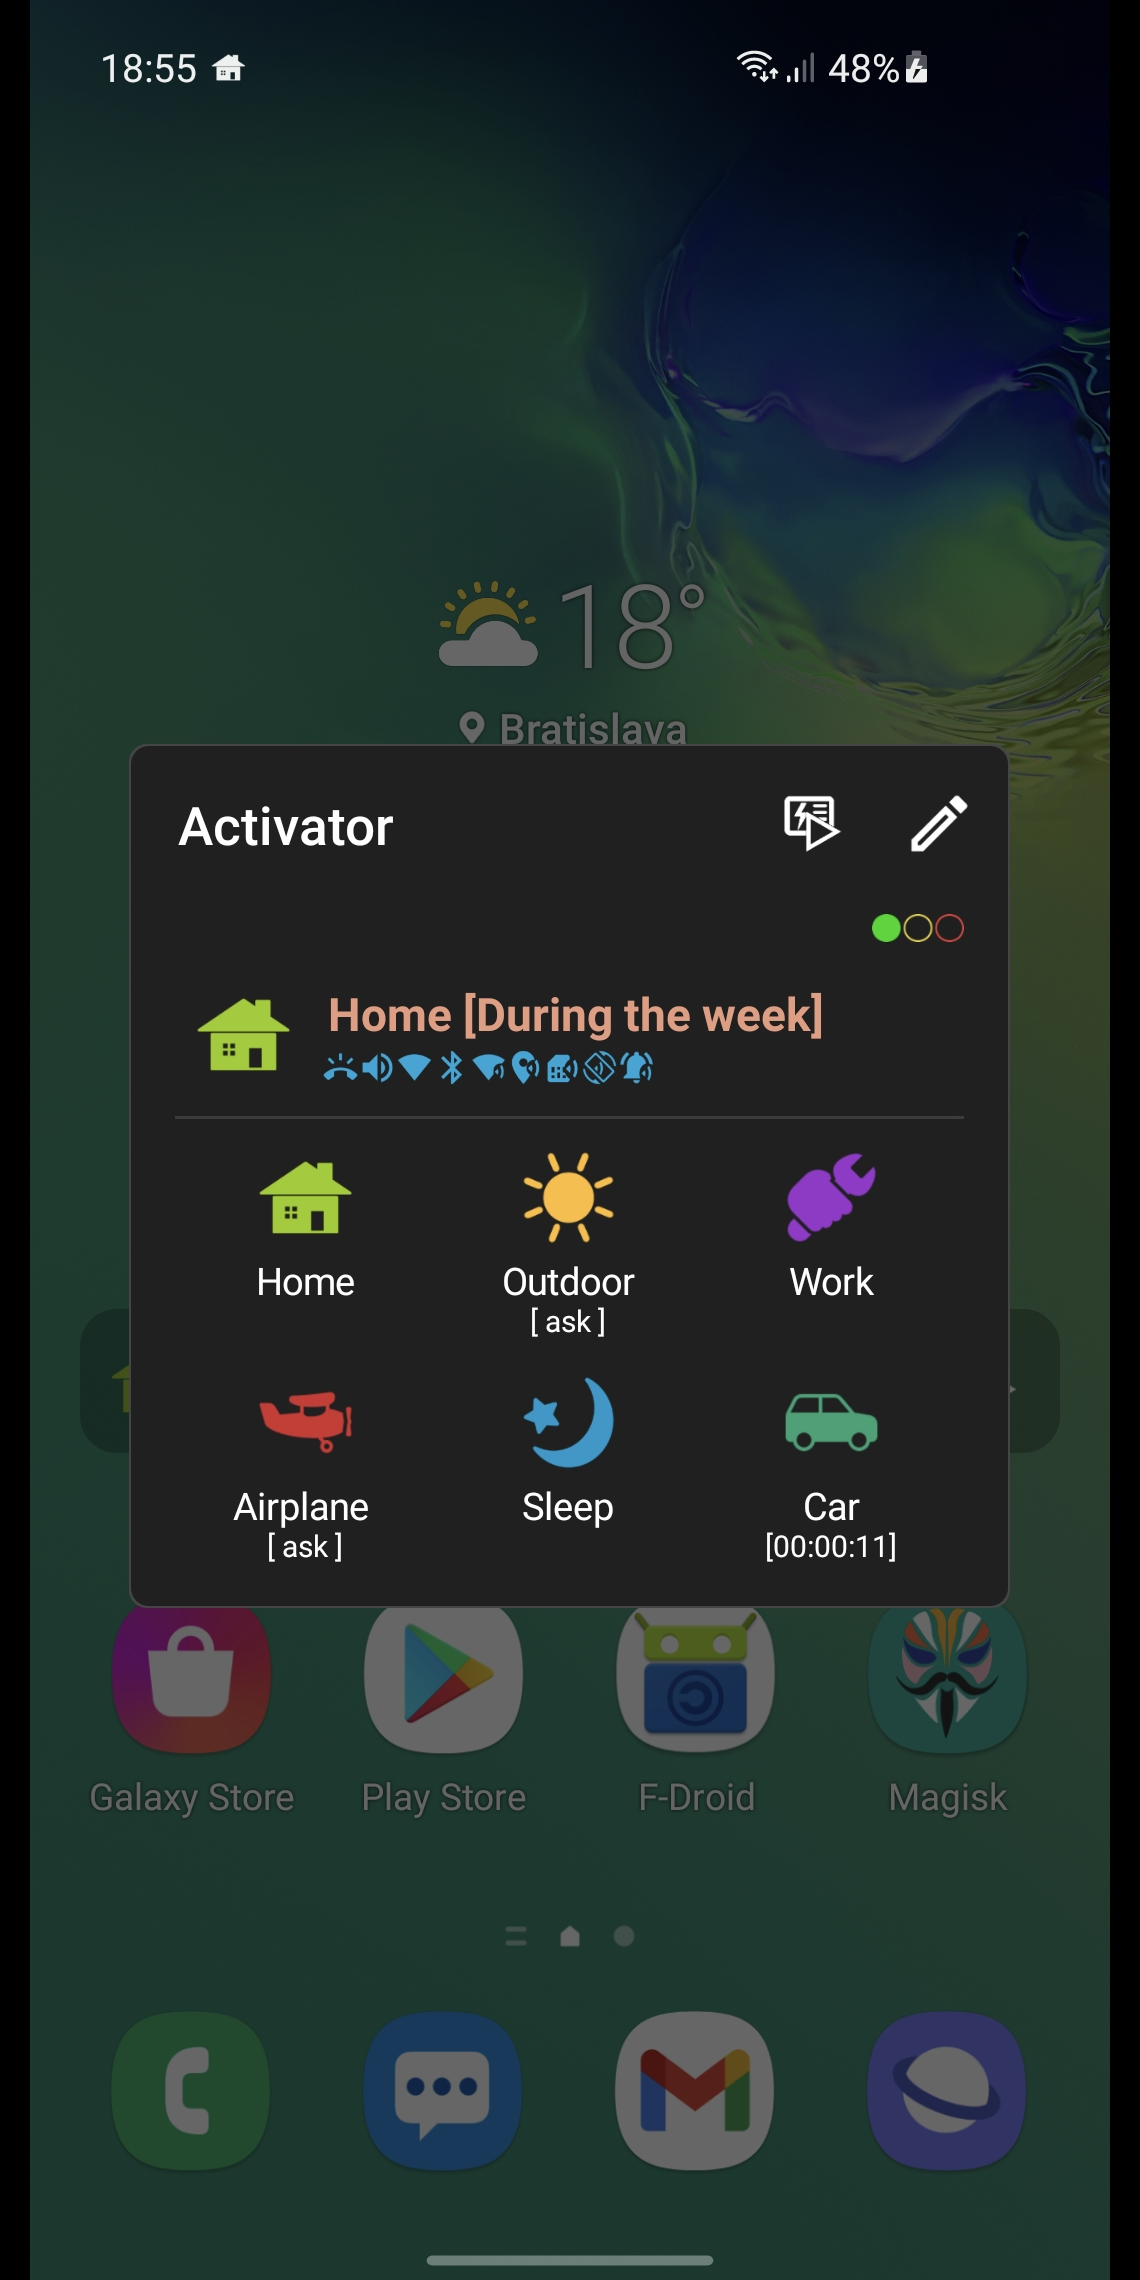 18:55
48%
18°
Bratislava
Activator
Home [During the week]
Home
Outdoor
[ ask ]
Work
Airplane
[ ask ]
Sleep
Car
[00:00:11]
Galaxy Store
Play Store
F-Droid
Magisk